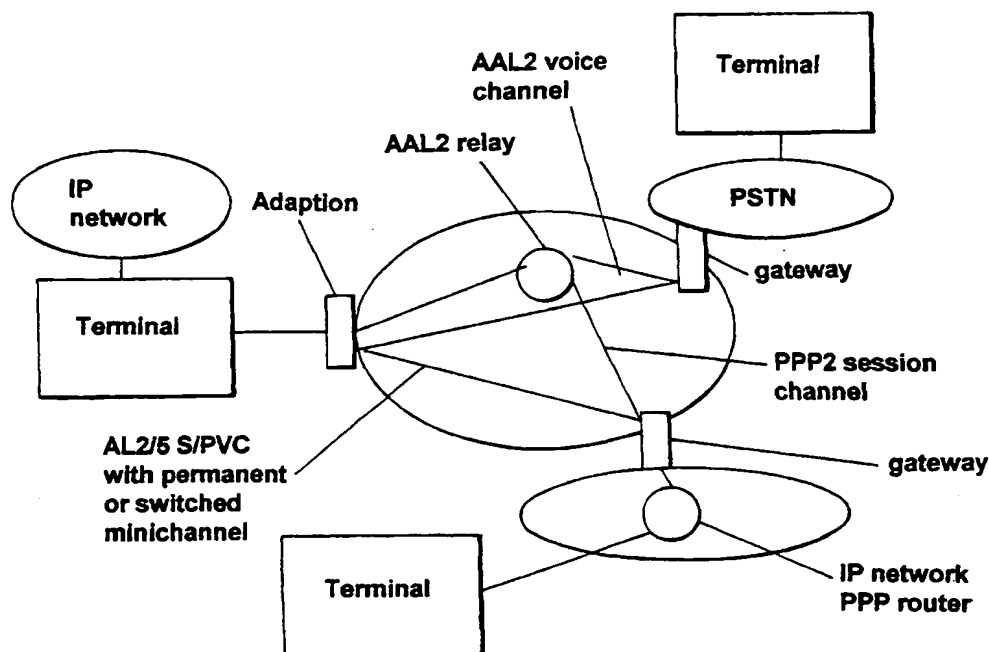 AAL2 voice
channel
Terminal
AAL2 relay
IP
network
Adaption
PSTN
gateway
Terminal
PPP2 session
channel
AL2/5 S/PVC
with permanent
or switched
minichannel
gateway
Terminal
IP network
PPP router